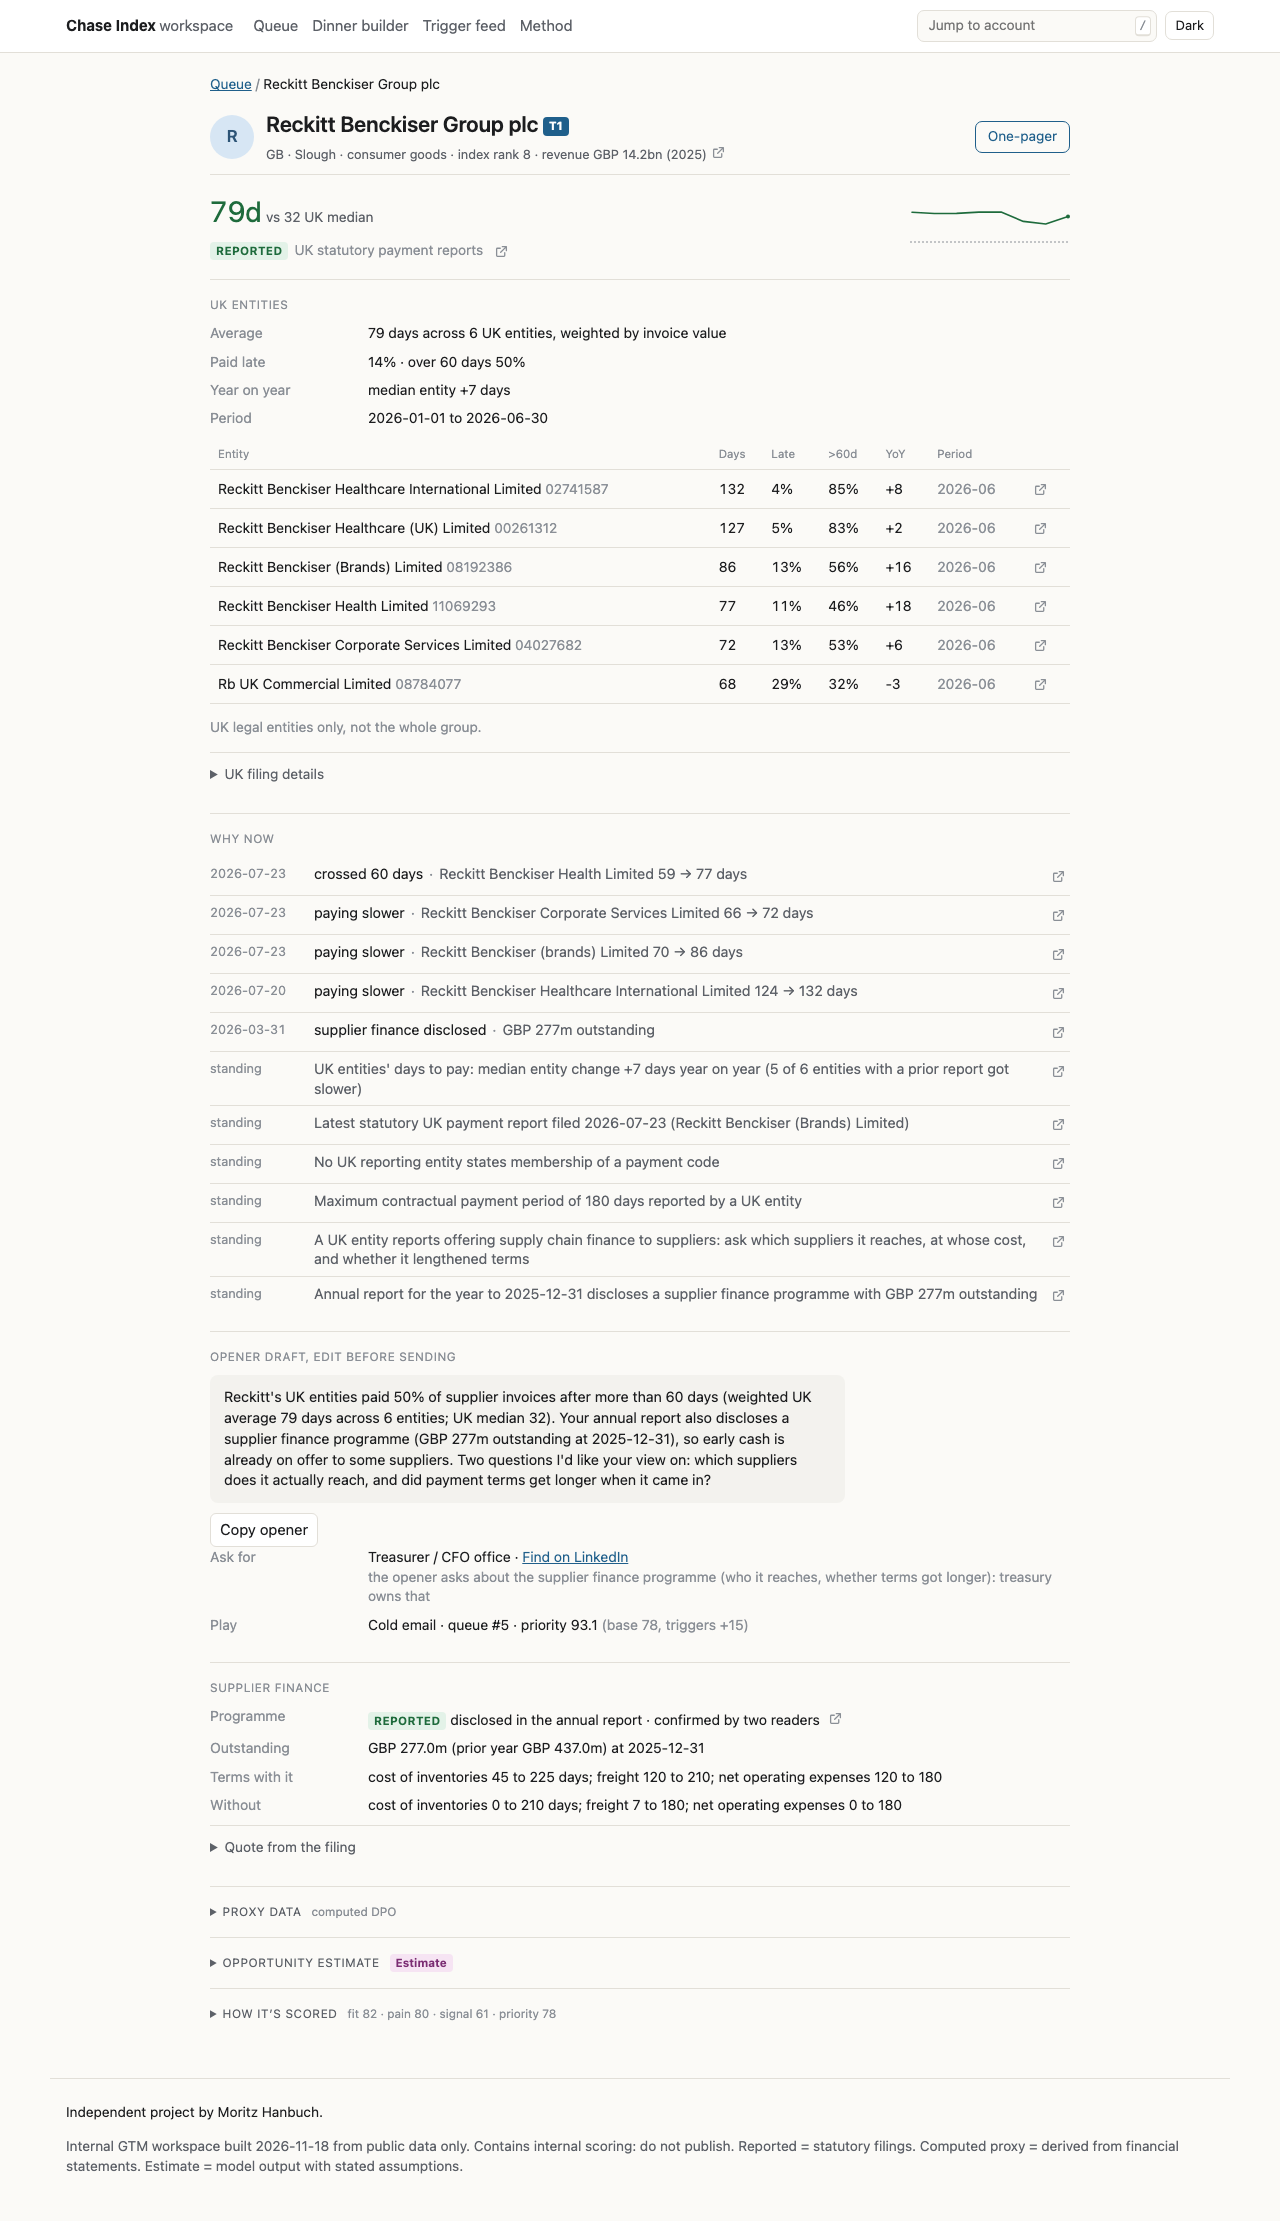 Chase Index workspace Queue Dinner builder Trigger feed Method Jump to account / Dark
Queue / Reckitt Benckiser Group plc
R
Reckitt Benckiser Group plc T1
GB · Slough · consumer goods · index rank 8 · revenue GBP 14.2bn (2025)
One-pager
79d vs 32 UK median
REPORTED UK statutory payment reports
UK ENTITIES
Average 79 days across 6 UK entities, weighted by invoice value
Paid late 14% · over 60 days 50%
Year on year median entity +7 days
Period 2026-01-01 to 2026-06-30
Entity Days Late >60d YoY Period
Reckitt Benckiser Healthcare International Limited 02741587 132 4% 85% +8 2026-06
Reckitt Benckiser Healthcare (UK) Limited 00261312 127 5% 83% +2 2026-06
Reckitt Benckiser (Brands) Limited 08192386 86 13% 56% +16 2026-06
Reckitt Benckiser Health Limited 11069293 77 11% 46% +18 2026-06
Reckitt Benckiser Corporate Services Limited 04027682 72 13% 53% +6 2026-06
Rb UK Commercial Limited 08784077 68 29% 32% -3 2026-06
UK legal entities only, not the whole group.
UK filing details
WHY NOW
2026-07-23 crossed 60 days · Reckitt Benckiser Health Limited 59 → 77 days
2026-07-23 paying slower · Reckitt Benckiser Corporate Services Limited 66 → 72 days
2026-07-23 paying slower · Reckitt Benckiser (brands) Limited 70 → 86 days
2026-07-20 paying slower · Reckitt Benckiser Healthcare International Limited 124 → 132 days
2026-03-31 supplier finance disclosed · GBP 277m outstanding
standing UK entities' days to pay: median entity change +7 days year on year (5 of 6 entities with a prior report got
slower)
standing Latest statutory UK payment report filed 2026-07-23 (Reckitt Benckiser (Brands) Limited)
standing No UK reporting entity states membership of a payment code
standing Maximum contractual payment period of 180 days reported by a UK entity
standing A UK entity reports offering supply chain finance to suppliers: ask which suppliers it reaches, at whose cost,
and whether it lengthened terms
standing Annual report for the year to 2025-12-31 discloses a supplier finance programme with GBP 277m outstanding
OPENER DRAFT, EDIT BEFORE SENDING
Reckitt's UK entities paid 50% of supplier invoices after more than 60 days (weighted UK
average 79 days across 6 entities; UK median 32). Your annual report also discloses a
supplier finance programme (GBP 277m outstanding at 2025-12-31), so early cash is
already on offer to some suppliers. Two questions I'd like your view on: which suppliers
does it actually reach, and did payment terms get longer when it came in?
Copy opener
Ask for Treasurer / CFO office · Find on LinkedIn
the opener asks about the supplier finance programme (who it reaches, whether terms got longer): treasury
owns that
Play Cold email · queue #5 · priority 93.1 (base 78, triggers +15)
SUPPLIER FINANCE
Programme REPORTED disclosed in the annual report · confirmed by two readers
Outstanding GBP 277.0m (prior year GBP 437.0m) at 2025-12-31
Terms with it cost of inventories 45 to 225 days; freight 120 to 210; net operating expenses 120 to 180
Without cost of inventories 0 to 210 days; freight 7 to 180; net operating expenses 0 to 180
Quote from the filing
PROXY DATA computed DPO
OPPORTUNITY ESTIMATE Estimate
HOW IT'S SCORED fit 82 · pain 80 · signal 61 · priority 78
Independent project by Moritz Hanbuch.
Internal GTM workspace built 2026-11-18 from public data only. Contains internal scoring: do not publish. Reported = statutory filings. Computed proxy = derived from financial
statements. Estimate = model output with stated assumptions.